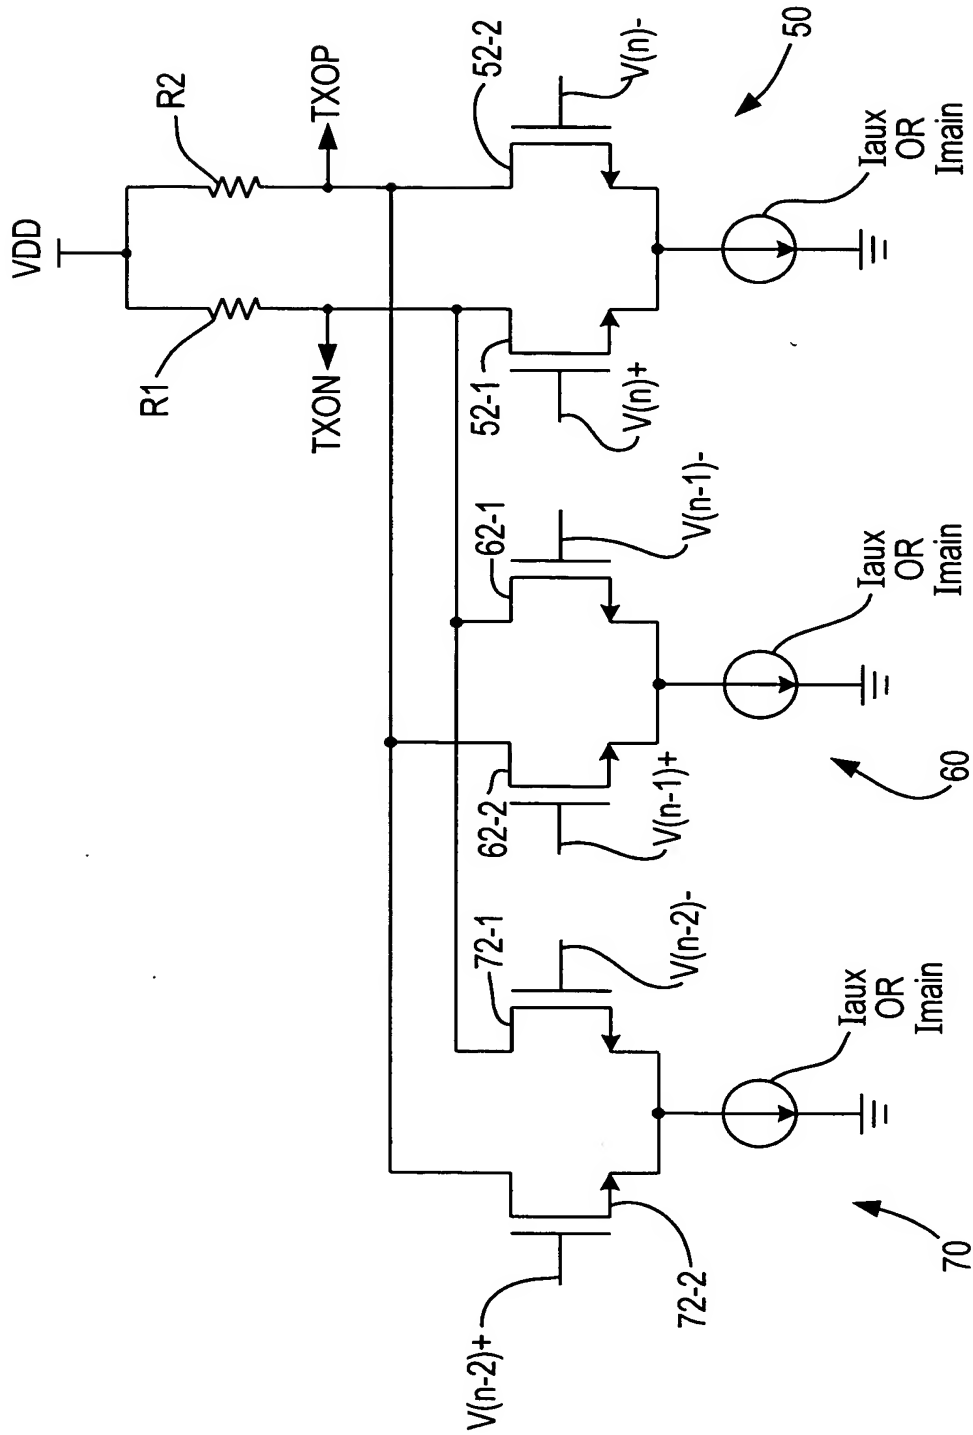 VDD
R1
R2
TXON
TXOP
72-1
62-2
62-1
52-1
52-2
V(n-2)+
72-2
V(n-2)-
V(n-1)+
V(n-1)-
V(n)+
V(n)-
70
Iaux
OR
Imain
60
Iaux
OR
Imain
50
Iaux
OR
Imain